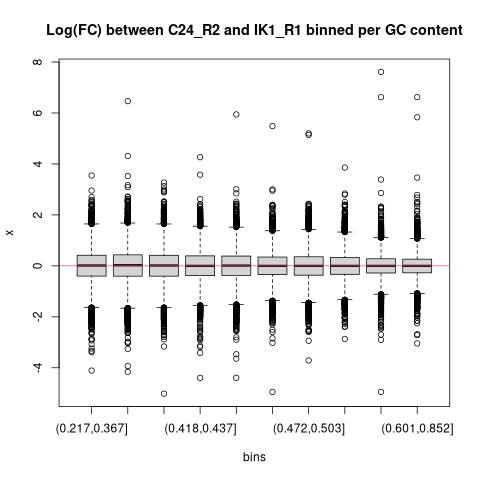 Log(FC) between C24_R2 and IK1_R1 binned per GC content
8
6
4
2
0
-2
-4
x
(0.217,0.367] (0.418,0.437] (0.472,0.503] (0.601,0.852]
bins